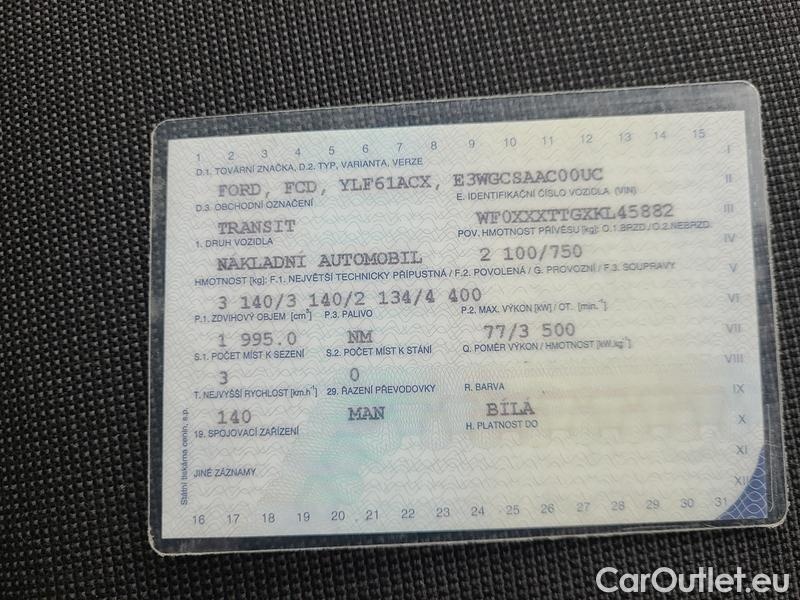 1 2 3 4 5 6 7 8 9 10 11 12 13 14 15
D.1. TOVÁRNÍ ZNAČKA, D.2. TYP, VARIANTA, VERZE
I
FORD, FCD, YLF61ACX, E3WGCSAAC00UC
II
D.3. OBCHODNÍ OZNAČENÍ
E. IDENTIFIKAČNÍ ČÍSLO VOZIDLA (VIN)
TRANSIT
WF0XXXTTGXKL45882
III
1. DRUH VOZIDLA
POV. HMOTNOST PŘÍVĚSU [kg]: O.1.BRZD./O.2.NEBRZD.
NÁKLADNÍ AUTOMOBIL
2 100/750
IV
HMOTNOST [kg]: F.1. NEJVĚTŠÍ TECHNICKY PŘÍPUSTNÁ / F.2. POVOLENÁ / G. PROVOZNÍ / F.3. SOUPRAVY
V
3 140/3 140/2 134/4 400
VI
P.1. ZDVIHOVÝ OBJEM [cm³]
P.3. PALIVO
P.2. MAX. VÝKON [kW] / OT. [min.⁻¹]
1 995.0
NM
77/3 500
VII
S.1. POČET MÍST K SEZENÍ
S.2. POČET MÍST K STÁNÍ
Q. POMĚR VÝKON / HMOTNOST [kW.kg⁻¹]
VIII
3
0
T. NEJVYŠŠÍ RYCHLOST [km.h⁻¹]
29. ŘAZENÍ PŘEVODOVKY
R. BARVA
IX
140
MAN
BÍLÁ
X
19. SPOJOVACÍ ZAŘÍZENÍ
H. PLATNOST DO
XI
JINÉ ZÁZNAMY
XII
Státní tiskárna cenin, s.p.
16 17 18 19 20 21 22 23 24 25 26 27 28 29 30 31
CarOutlet.eu